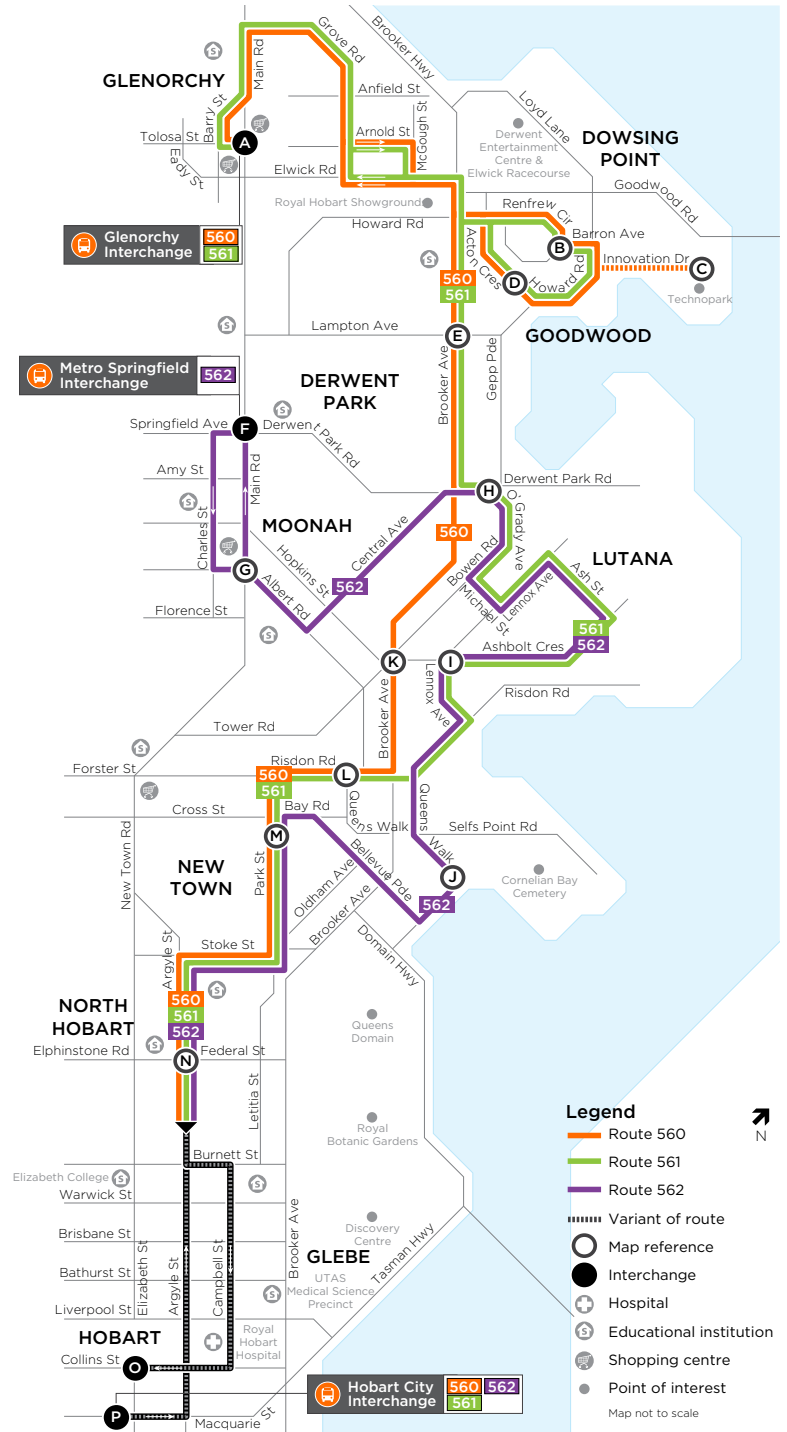 GLENORCHY
Main Rd
Grove Rd
Brooker Hwy
Barry St
Tolosa St
Eady St
A
Anfield St
Arnold St
McGough St
Elwick Rd
Loyd Lane
Derwent
Entertainment
Centre &
Elwick Racecourse
DOWSING
POINT
Goodwood Rd
Royal Hobart Showground
Howard Rd
Renfrew Cir
Barron Ave
B
Acton Cres
Howard Rd
D
Innovation Dr
C
Technopark
Glenorchy
Interchange
560
561
560
561
Lampton Ave
E
GOODWOOD
Brooker Ave
Gepp Pde
Metro Springfield
Interchange
562
DERWENT
PARK
Springfield Ave
F
Derwent Park Rd
Amy St
Main Rd
Charles St
MOONAH
G
Albert Rd
Hopkins St
Central Ave
562
560
H
Derwent Park Rd
O'Grady Ave
Bowen Rd
Michael St
Lennox Ave
Ash St
LUTANA
561
562
Florence St
K
I
Ashbolt Cres
Lennox Ave
Risdon Rd
Brooker Ave
Tower Rd
Forster St
Risdon Rd
560
561
L
Queens Walk
Cross St
Bay Rd
M
Queens Walk
Selfs Point Rd
J
562
Cornelian Bay
Cemetery
New Town Rd
NEW
TOWN
Park St
Bellevue Pde
Oldham Ave
Brooker Ave
Domain Hwy
Argyle St
Stoke St
NORTH
HOBART
560
561
562
Elphinstone Rd
N
Federal St
Letitia St
Queens
Domain
Royal
Botanic Gardens
Discovery
Centre
Burnett St
Elizabeth College
Warwick St
Brisbane St
Bathurst St
Liverpool St
Elizabeth St
Argyle St
Campbell St
Brooker Ave
GLEBE
UTAS
Medical Science
Precinct
Tasman Hwy
HOBART
Collins St
O
Royal
Hobart
Hospital
P
Macquarie St
Hobart City
Interchange
560
562
561
Legend
N
Route 560
Route 561
Route 562
Variant of route
Map reference
Interchange
Hospital
Educational institution
Shopping centre
Point of interest
Map not to scale